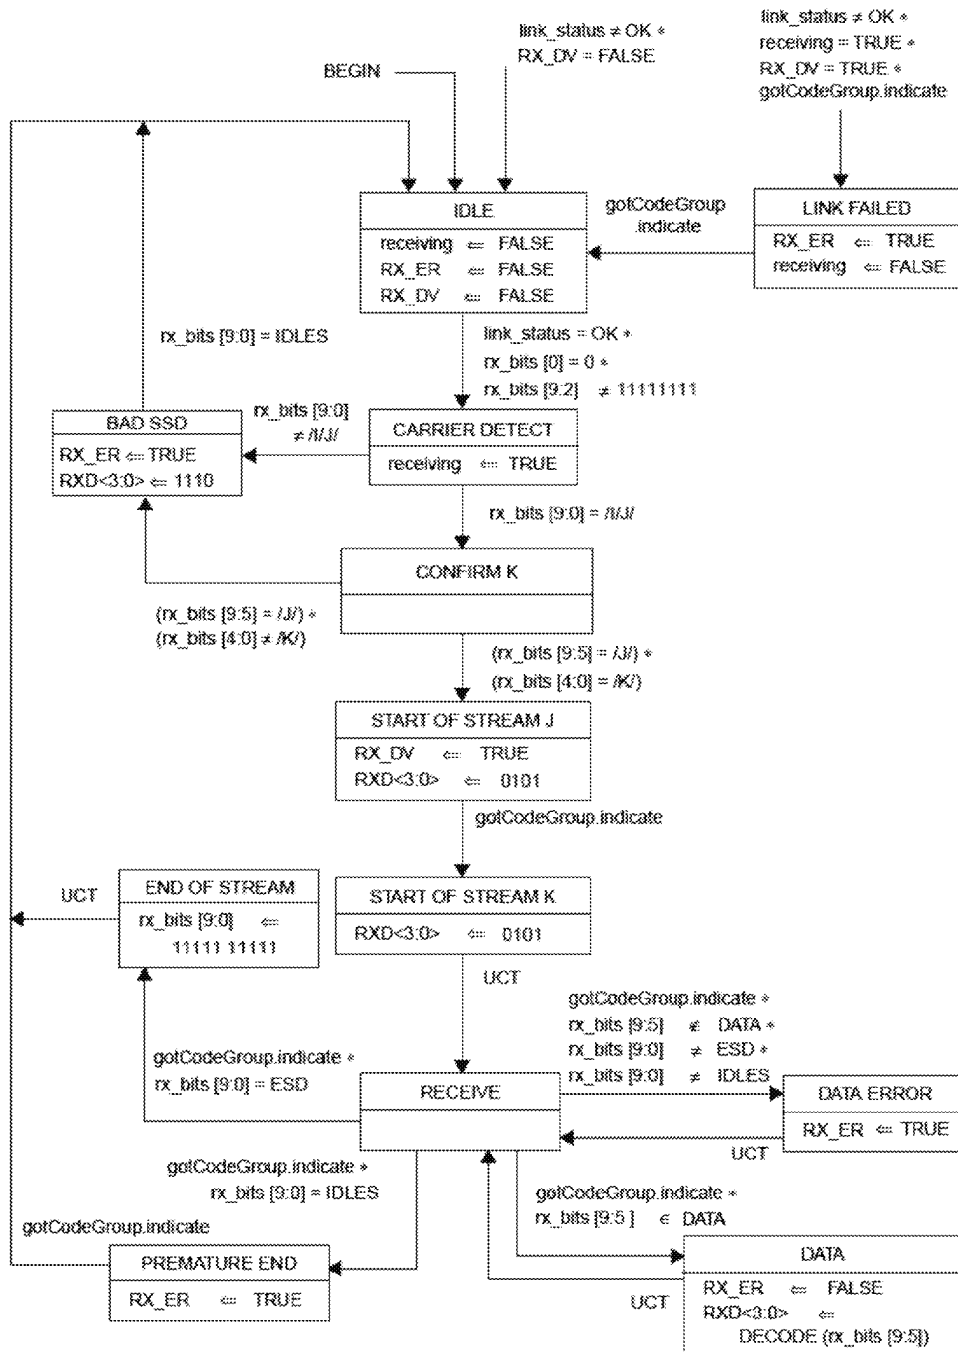 link_status ≠ OK *
RX_DV = FALSE
link_status ≠ OK *
receiving = TRUE *
RX_DV = TRUE *
gotCodeGroup.indicate
BEGIN
IDLE
receiving ⇐ FALSE
RX_ER ⇐ FALSE
RX_DV ⇐ FALSE
gotCodeGroup
.indicate
LINK FAILED
RX_ER ⇐ TRUE
receiving ⇐ FALSE
rx_bits [9:0] = IDLES
link_status = OK *
rx_bits [0] = 0 *
rx_bits [9:2] ≠ 11111111
BAD SSD
RX_ER ⇐ TRUE
RXD<3:0> ⇐ 1110
rx_bits [9:0]
≠ /I/J/
CARRIER DETECT
receiving ⇐ TRUE
rx_bits [9:0] = /I/J/
CONFIRM K
(rx_bits [9:5] = /J/) *
(rx_bits [4:0] ≠ /K/)
(rx_bits [9:5] = /J/) *
(rx_bits [4:0] = /K/)
START OF STREAM J
RX_DV ⇐ TRUE
RXD<3:0> ⇐ 0101
gotCodeGroup.indicate
UCT
END OF STREAM
rx_bits [9:0] ⇐
11111 11111
START OF STREAM K
RXD<3:0> ⇐ 0101
UCT
gotCodeGroup.indicate *
rx_bits [9:5] ∉ DATA *
rx_bits [9:0] ≠ ESD *
rx_bits [9:0] ≠ IDLES
gotCodeGroup.indicate *
rx_bits [9:0] = ESD
RECEIVE
DATA ERROR
RX_ER ⇐ TRUE
UCT
gotCodeGroup.indicate *
rx_bits [9:0] = IDLES
gotCodeGroup.indicate *
rx_bits [9:5 ] ∈ DATA
gotCodeGroup.indicate
PREMATURE END
RX_ER ⇐ TRUE
UCT
DATA
RX_ER ⇐ FALSE
RXD<3:0> ⇐
DECODE (rx_bits [9:5])